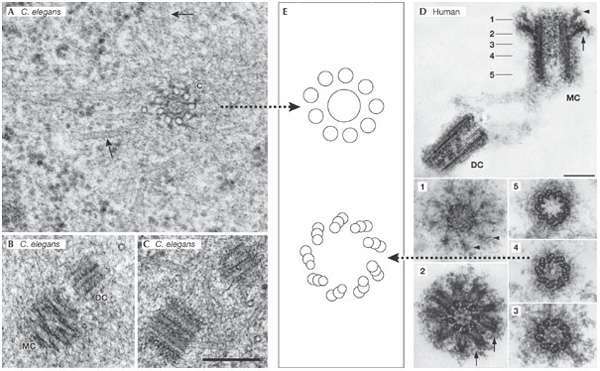 A C. elegans
C
B C. elegans
DC
MC
C C. elegans
E
D Human
1
2
3
4
5
MC
DC
1
5
4
2
3